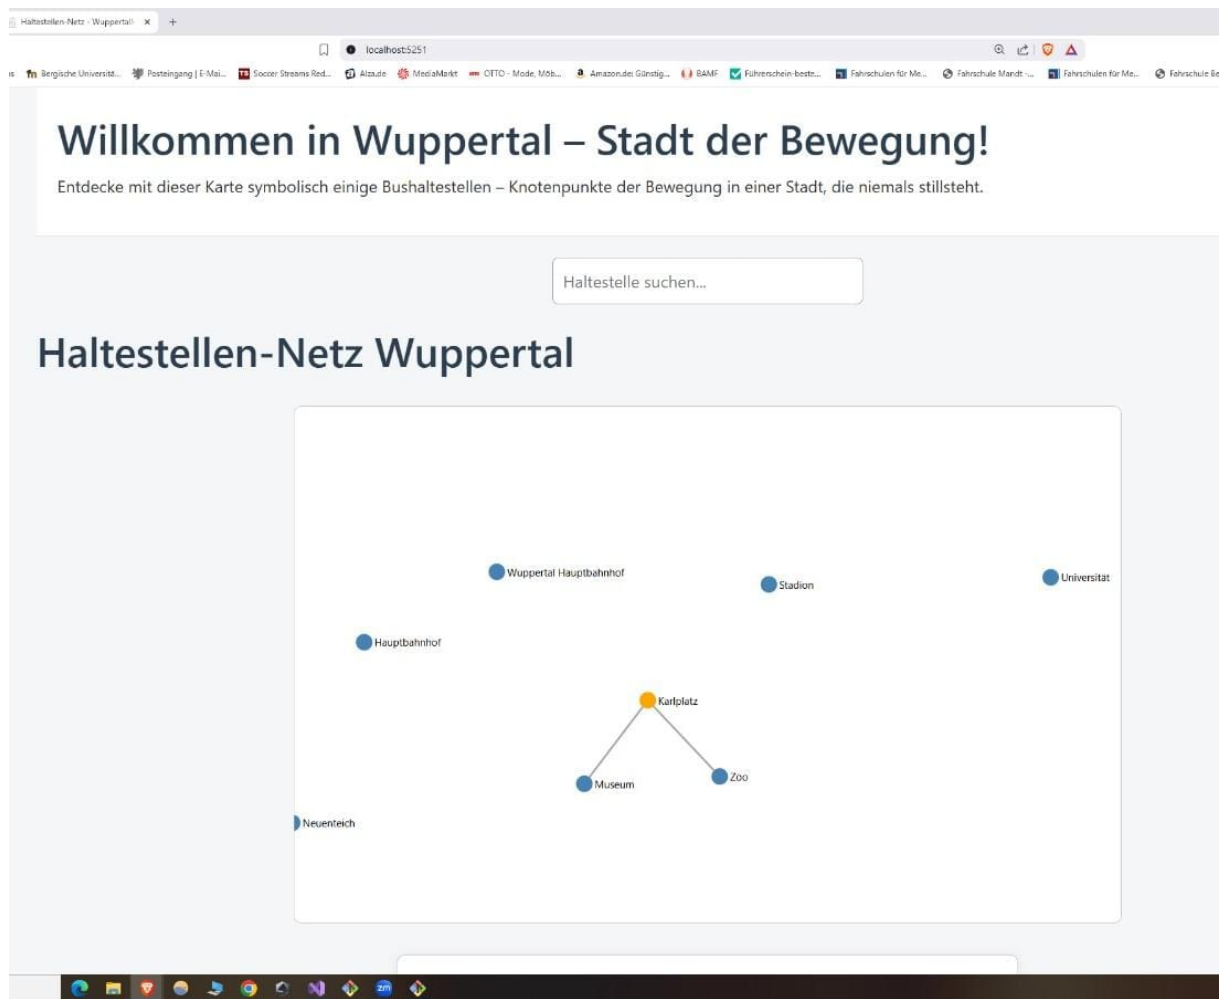 Haltestellen-Netz - Wuppertal
localhost:5251
Bergische Universitä...
Posteingang | E-Mai...
Soccer Streams Red...
Alza.de
MediaMarkt
OTTO - Mode, Möb...
Amazon.de: Günstig...
BAMF
Führerschein-beste...
Fahrschulen für Me...
Fahrschule Mandt -...
Fahrschulen für Me...
Fahrschule Be
Willkommen in Wuppertal – Stadt der Bewegung!
Entdecke mit dieser Karte symbolisch einige Bushaltestellen – Knotenpunkte der Bewegung in einer Stadt, die niemals stillsteht.
Haltestelle suchen...
Haltestellen-Netz Wuppertal
Wuppertal Hauptbahnhof
Stadion
Universität
Hauptbahnhof
Karlplatz
Museum
Zoo
Neuenteich
zm